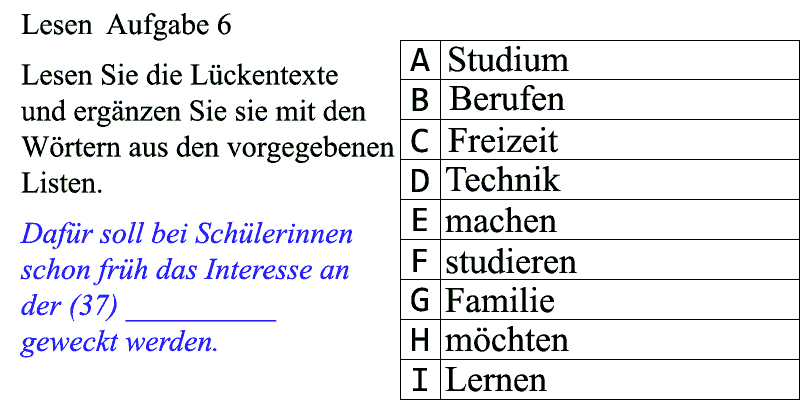 Lesen Aufgabe 6
Lesen Sie die Lückentexte
und ergänzen Sie sie mit den
Wörtern aus den vorgegebenen
Listen.
Dafür soll bei Schülerinnen
schon früh das Interesse an
der (37) __________
geweckt werden.
A Studium
B Berufen
C Freizeit
D Technik
E machen
F studieren
G Familie
H möchten
I Lernen